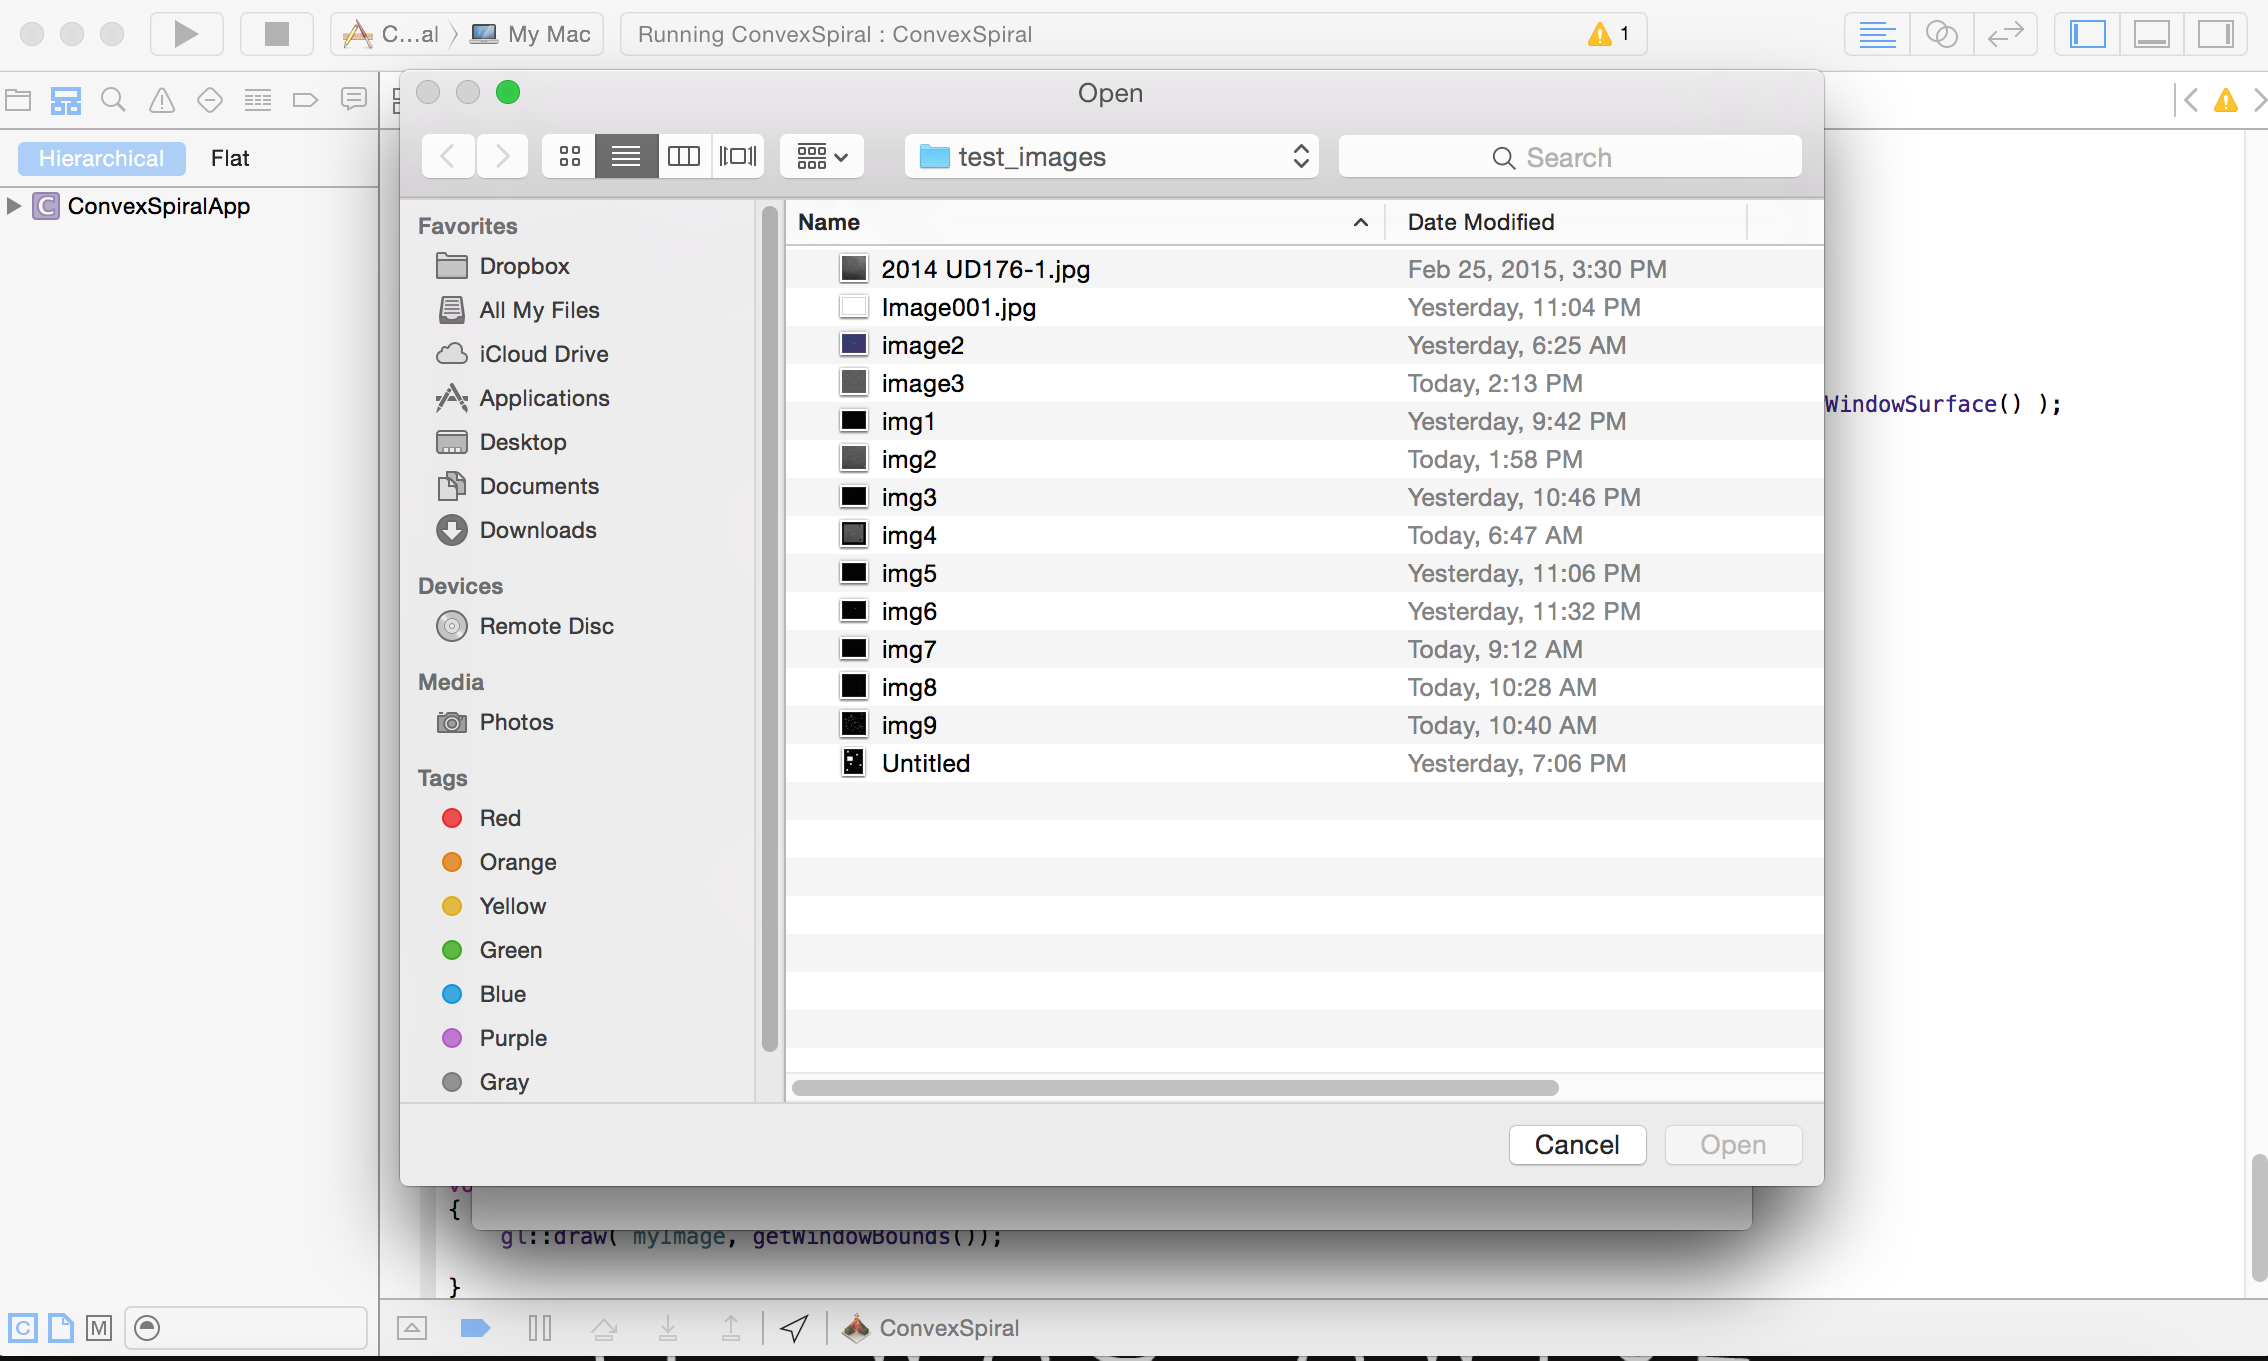 C...al 〉 My Mac
Running ConvexSpiral : ConvexSpiral
1
Open
test_images
Search
Hierarchical
Flat
ConvexSpiralApp
Favorites
Dropbox
All My Files
iCloud Drive
Applications
Desktop
Documents
Downloads
Devices
Remote Disc
Media
Photos
Tags
Red
Orange
Yellow
Green
Blue
Purple
Gray
Name Date Modified
2014 UD176-1.jpg Feb 25, 2015, 3:30 PM
Image001.jpg Yesterday, 11:04 PM
image2 Yesterday, 6:25 AM
image3 Today, 2:13 PM
img1 Yesterday, 9:42 PM
img2 Today, 1:58 PM
img3 Yesterday, 10:46 PM
img4 Today, 6:47 AM
img5 Yesterday, 11:06 PM
img6 Yesterday, 11:32 PM
img7 Today, 9:12 AM
img8 Today, 10:28 AM
img9 Today, 10:40 AM
Untitled Yesterday, 7:06 PM
WindowSurface() );
Cancel Open
{
gl::draw( myImage, getWindowBounds());
}
C M
ConvexSpiral